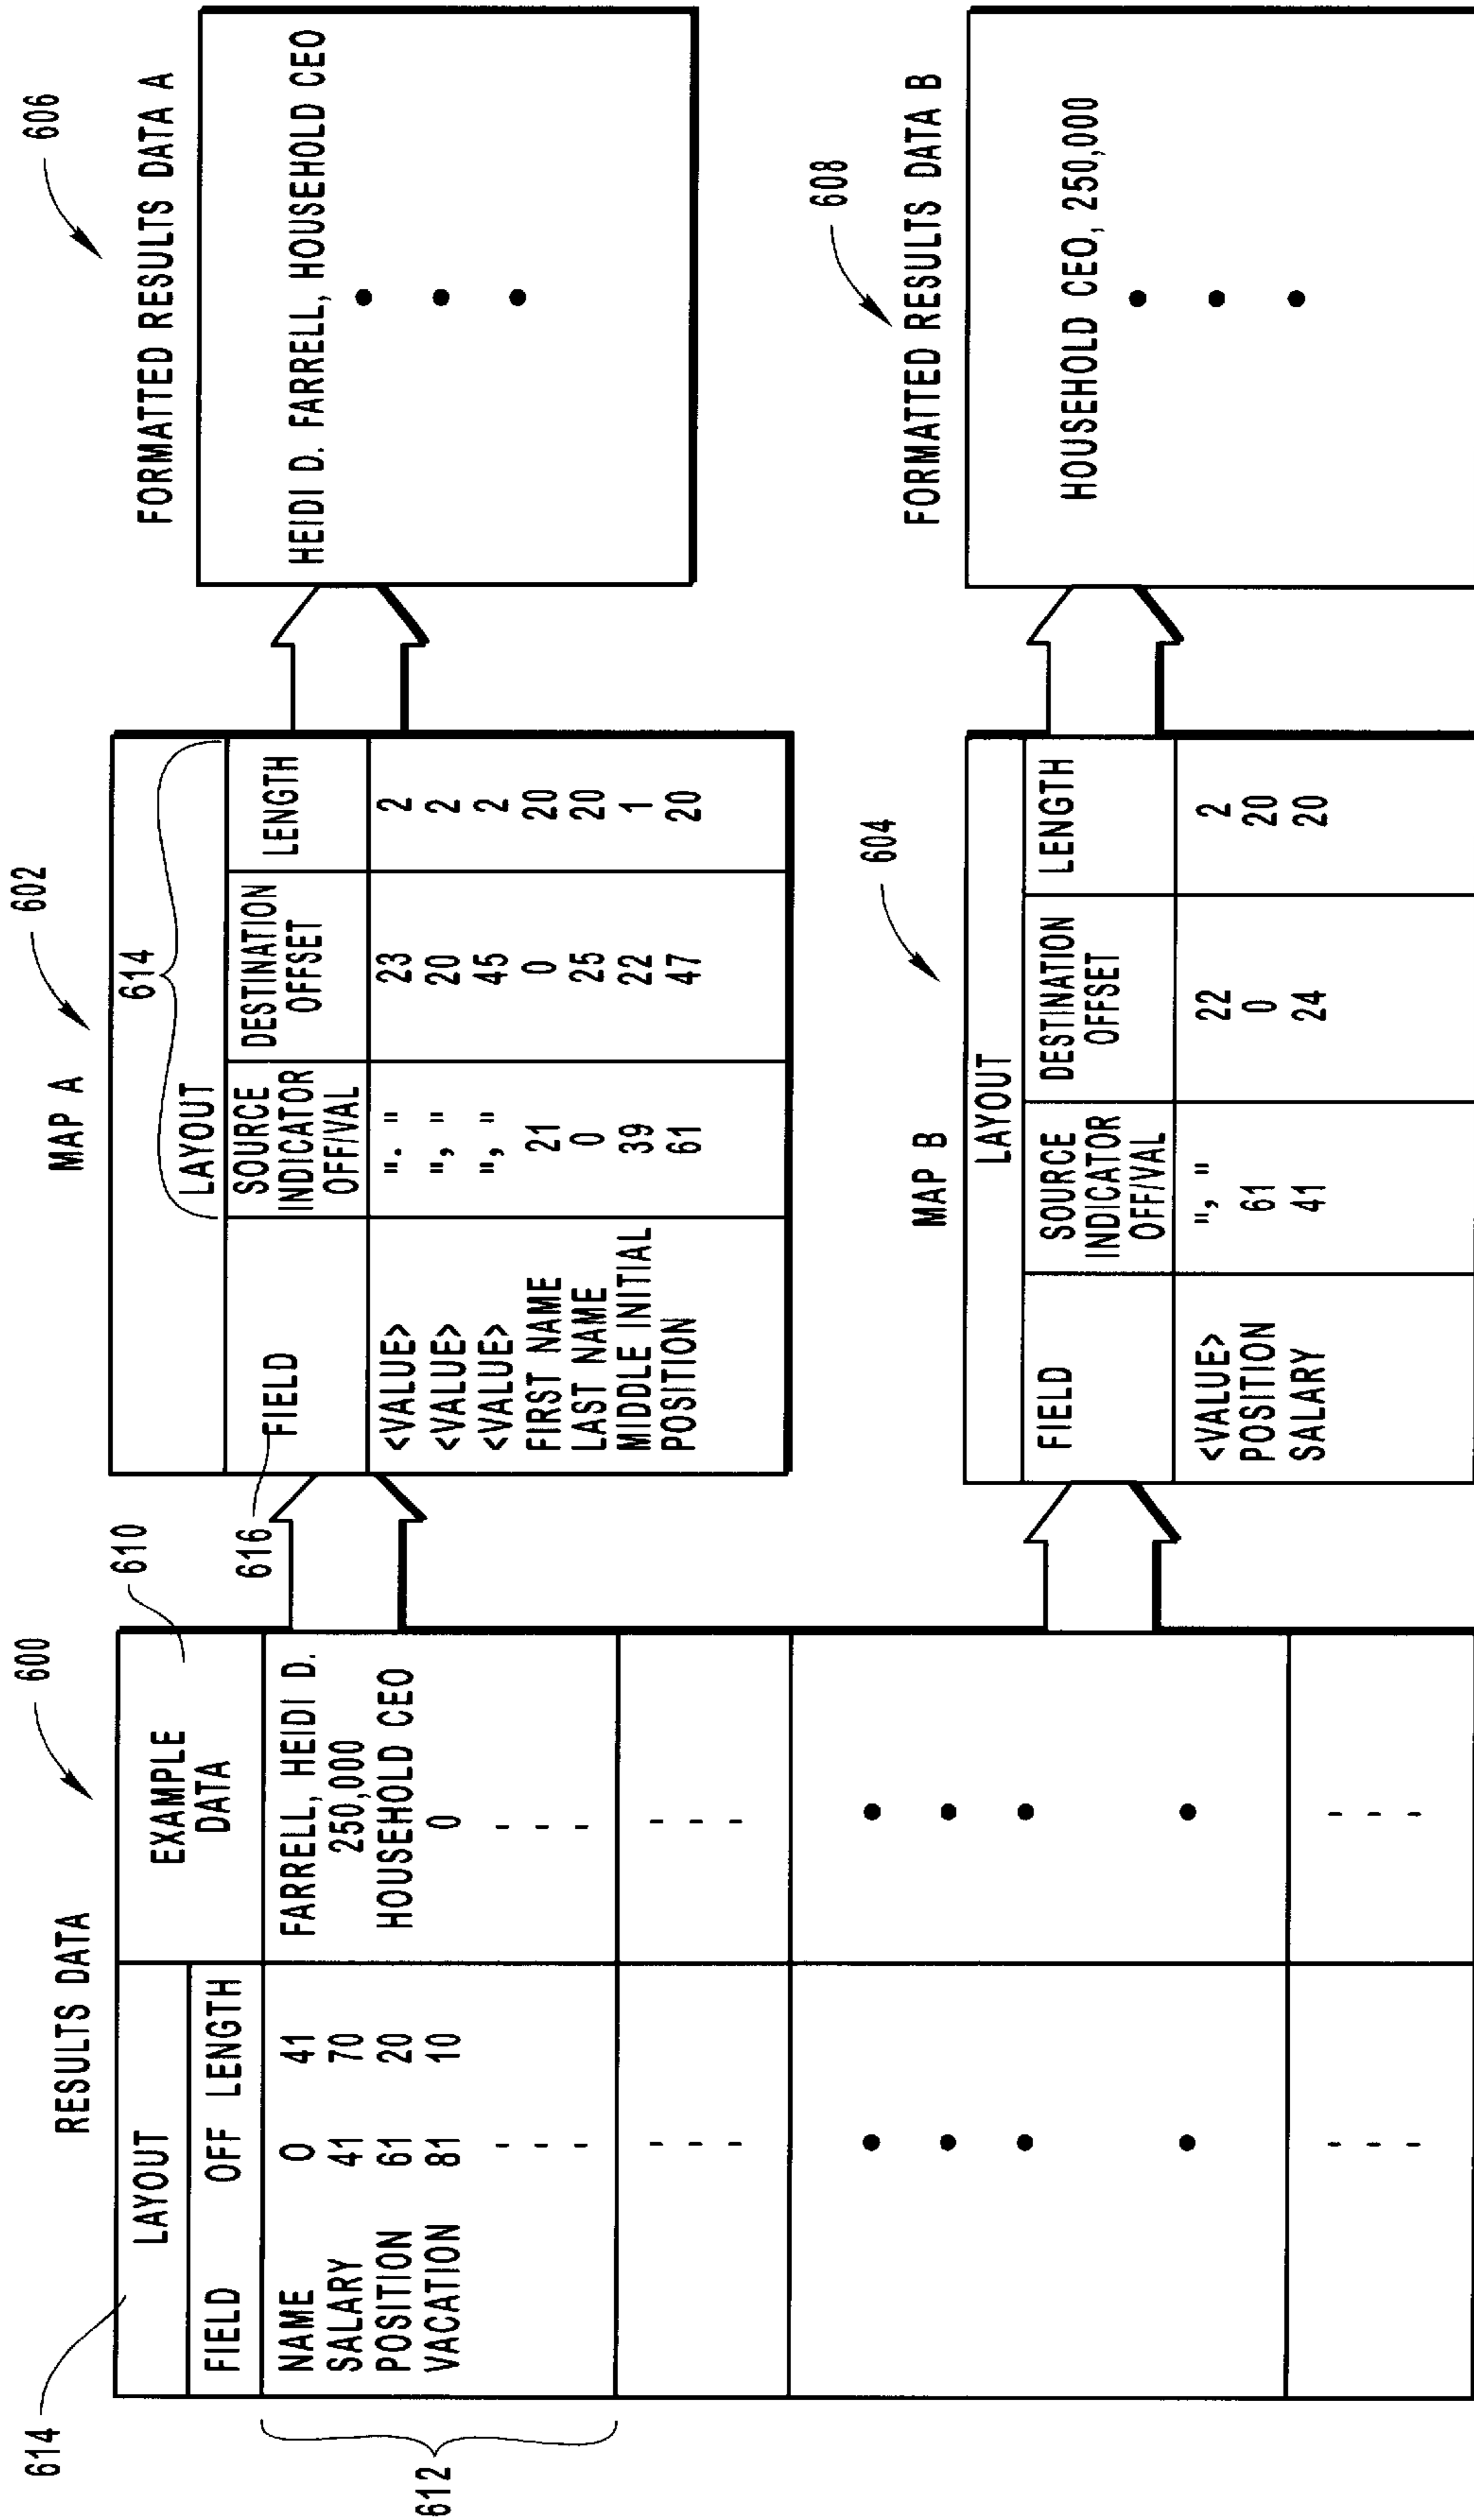 600
RESULTS DATA
614
LAYOUT
EXAMPLE DATA
610
FIELD OFF LENGTH
NAME 0 41 FARRELL, HEIDI D.
SALARY 41 70 250,000
POSITION 61 20 HOUSEHOLD CEO
VACATION 81 10 0
612
602
MAP A
614
LAYOUT
616
FIELD
SOURCE
INDICATOR
OFF/VAL
DESTINATION
OFFSET
LENGTH
<VALUE> ". " 23 2
<VALUE> ", " 20 2
<VALUE> ", " 45 2
FIRST NAME 21 0 20
LAST NAME 0 25 20
MIDDLE INITIAL 39 22 1
POSITION 61 47 20
606
FORMATTED RESULTS DATA A
HEIDI D. FARRELL, HOUSEHOLD CEO
MAP B
604
LAYOUT
FIELD
SOURCE
INDICATOR
OFF/VAL
DESTINATION
OFFSET
LENGTH
<VALUE> ", " 22 2
POSITION 61 0 20
SALARY 41 24 20
608
FORMATTED RESULTS DATA B
HOUSEHOLD CEO, 250,000